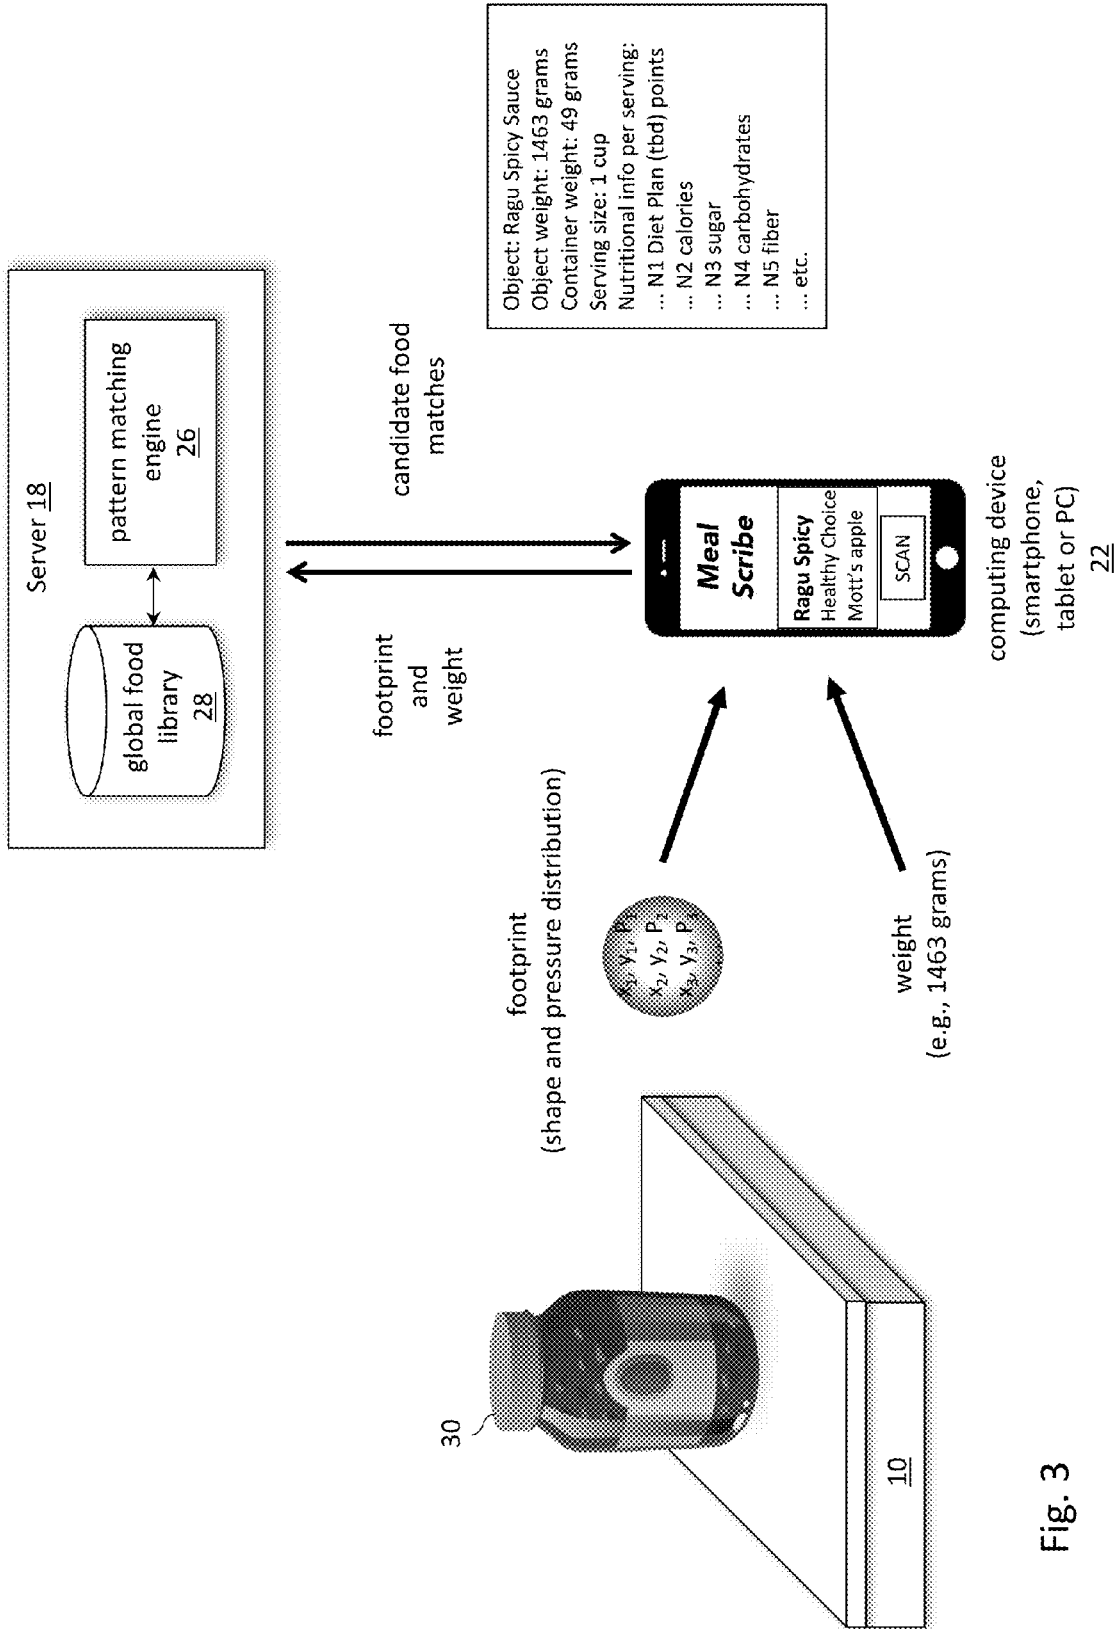 Server 18
global food
library
28
pattern matching
engine
26
footprint
and
weight
candidate food
matches
Object: Ragu Spicy Sauce
Object weight: 1463 grams
Container weight: 49 grams
Serving size: 1 cup
Nutritional info per serving:
... N1 Diet Plan (tbd) points
... N2 calories
... N3 sugar
... N4 carbohydrates
... N5 fiber
... etc.
30
10
footprint
(shape and pressure distribution)
x₁, y₁, P₁
x₂, y₂, P₂
x₃, y₃, P₃
weight
(e.g., 1463 grams)
Meal
Scribe
Ragu Spicy
Healthy Choice
Mott's apple
SCAN
computing device
(smartphone,
tablet or PC)
22
Fig. 3